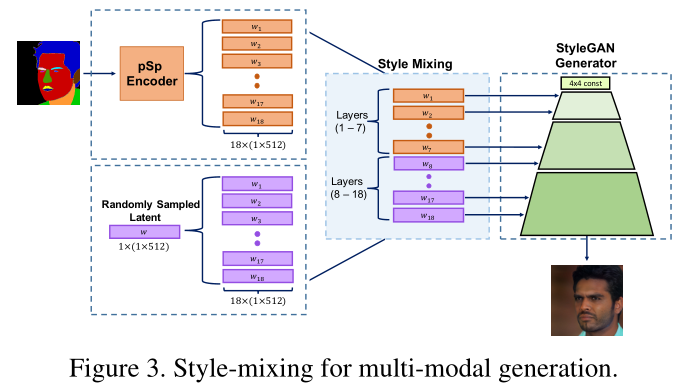 pSp
Encoder
w₁
w₂
w₃
w₁₇
w₁₈
18×(1×512)
Randomly Sampled
Latent
w
1×(1×512)
w₁
w₂
w₃
w₁₇
w₁₈
18×(1×512)
Style Mixing
Layers
(1 – 7)
w₁
w₂
w₇
Layers
(8 – 18)
w₈
w₁₇
w₁₈
StyleGAN
Generator
4x4 const
Figure 3. Style-mixing for multi-modal generation.